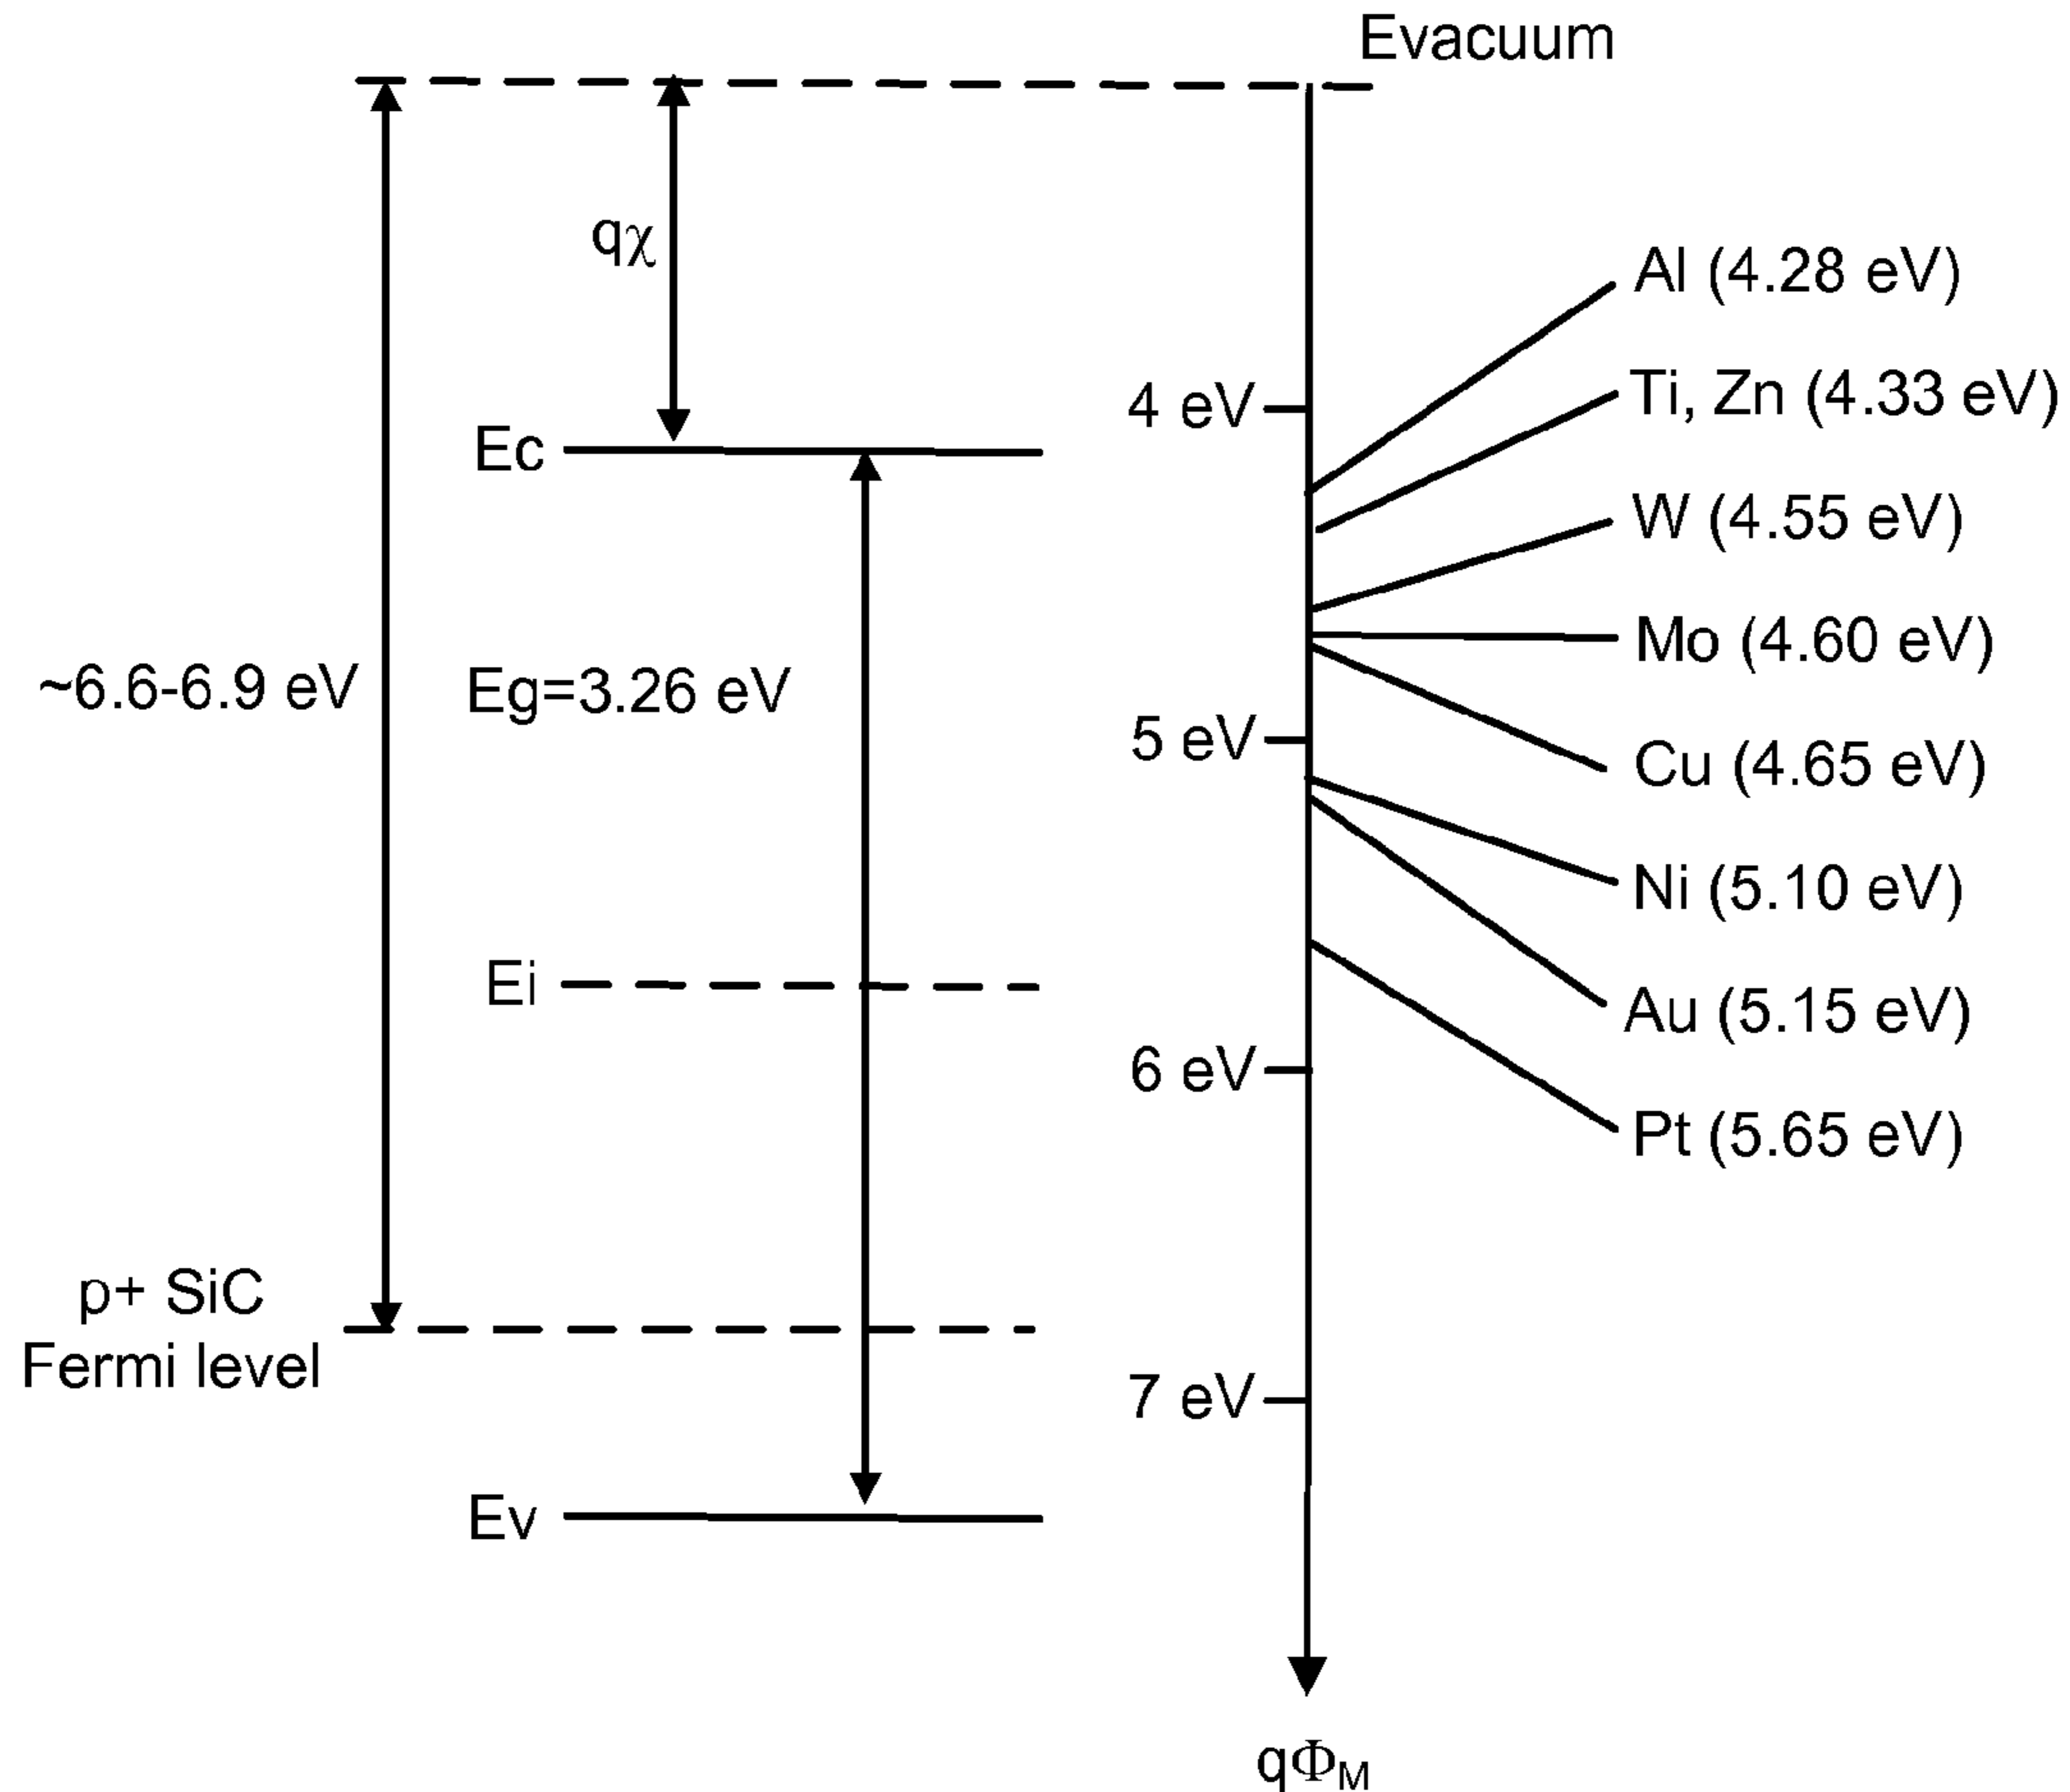 Evacuum
qχ
Al (4.28 eV)
Ti, Zn (4.33 eV)
4 eV
Ec
W (4.55 eV)
Mo (4.60 eV)
~6.6-6.9 eV
Eg=3.26 eV
5 eV
Cu (4.65 eV)
Ni (5.10 eV)
Ei
Au (5.15 eV)
6 eV
Pt (5.65 eV)
p+ SiC
Fermi level
7 eV
Ev
qΦM